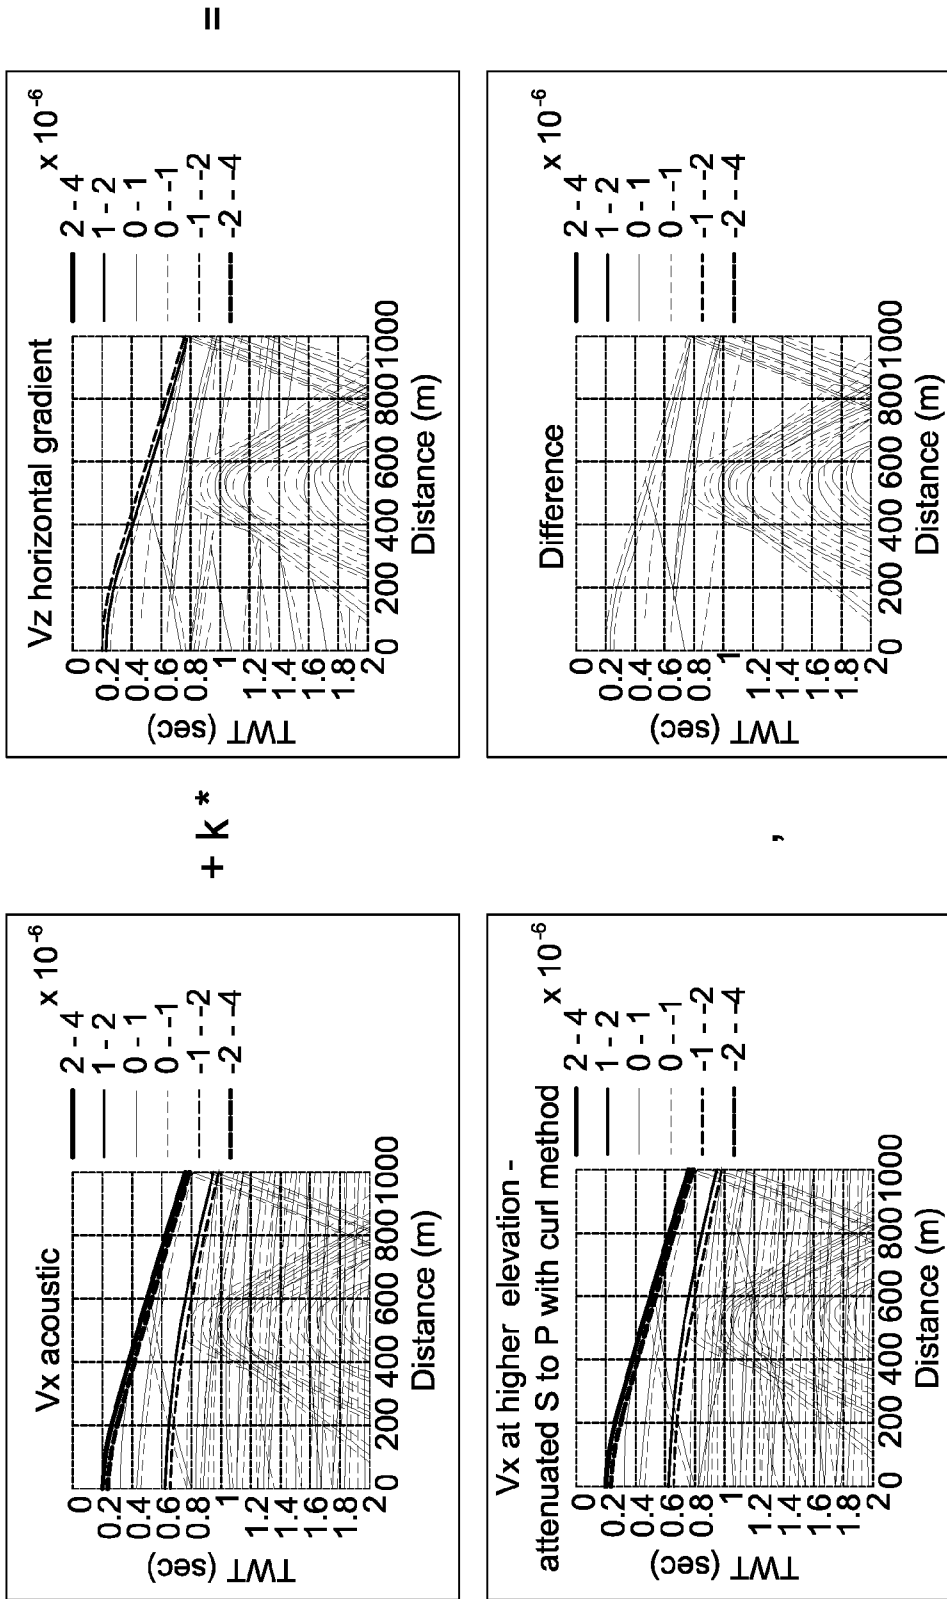 Vx acoustic
x 10-6
2 - 4
1 - 2
0 - 1
0 - -1
-1 - -2
-2 - -4
0
0.2
0.4
0.6
0.8
1
1.2
1.4
1.6
1.8
2
TWT (sec)
0 200 400 600 800 1000
Distance (m)
+ k *
Vz horizontal gradient
x 10-6
2 - 4
1 - 2
0 - 1
0 - -1
-1 - -2
-2 - -4
0
0.2
0.4
0.6
0.8
1
1.2
1.4
1.6
1.8
2
TWT (sec)
0 200 400 600 800 1000
Distance (m)
=
Vx at higher elevation -
attenuated S to P with curl method
x 10-6
2 - 4
1 - 2
0 - 1
0 - -1
-1 - -2
-2 - -4
0
0.2
0.4
0.6
0.8
1
1.2
1.4
1.6
1.8
2
TWT (sec)
0 200 400 600 800 1000
Distance (m)
,
Difference
x 10-6
2 - 4
1 - 2
0 - 1
0 - -1
-1 - -2
-2 - -4
0
0.2
0.4
0.6
0.8
1
1.2
1.4
1.6
1.8
2
TWT (sec)
0 200 400 600 800 1000
Distance (m)